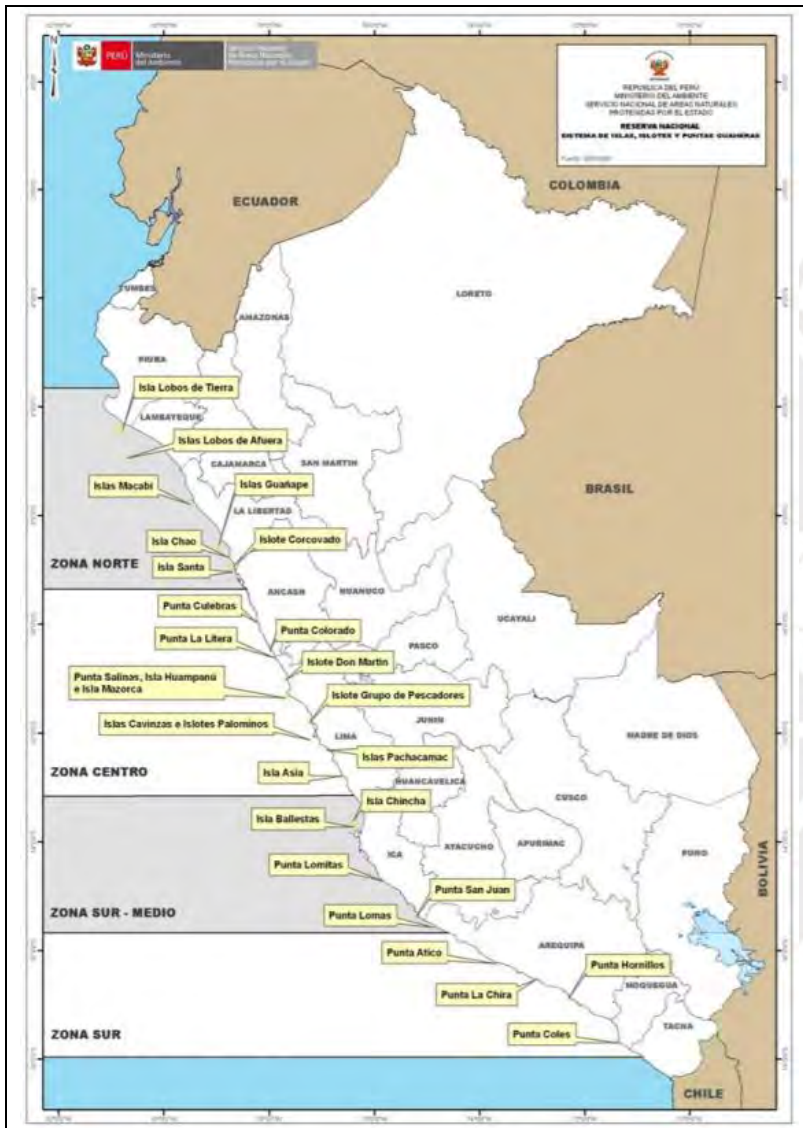 PERÚ
Ministerio
del Ambiente
REPUBLICA DEL PERÚ
MINISTERIO DEL AMBIENTE
SERVICIO NACIONAL DE AREAS NATURALES
PROTEGIDAS POR EL ESTADO
RESERVA NACIONAL
SISTEMA DE ISLAS, ISLOTES Y PUNTAS GUANERAS
N
COLOMBIA
ECUADOR
LORETO
TUMBES
AMAZONAS
PIURA
Isla Lobos de Tierra
LAMBAYEQUE
Islas Lobos de Afuera
CAJAMARCA
SAN MARTIN
Islas Macabí
Islas Guañape
BRASIL
LA LIBERTAD
Isla Chao
Islote Corcovado
ZONA NORTE
Isla Santa
ANCASH
HUANUCO
Punta Culebras
UCAYALI
Punta La Litera
Punta Colorado
PASCO
Islote Don Martin
Punta Salinas, Isla Huampanú
e Isla Mazorca
Islote Grupo de Pescadores
JUNIN
Islas Cavinzas e Islotes Palominos
LIMA
MADRE DE DIOS
Islas Pachacamac
ZONA CENTRO
Isla Asia
HUANCAVELICA
CUSCO
Isla Chincha
Isla Ballestas
ICA
AYACUCHO
APURIMAC
PUNO
BOLIVIA
Punta Lomitas
Punta San Juan
ZONA SUR - MEDIO
Punta Lomas
AREQUIPA
Punta Atico
Punta Hornillos
MOQUEGUA
Punta La Chira
TACNA
ZONA SUR
Punta Coles
CHILE